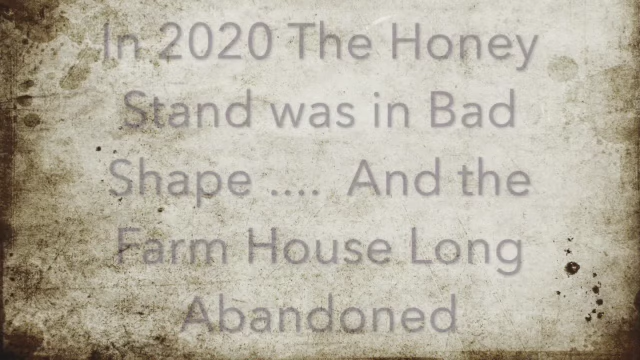 In 2020 The Honey
Stand was in Bad
Shape .... And the
Farm House Long
Abandoned